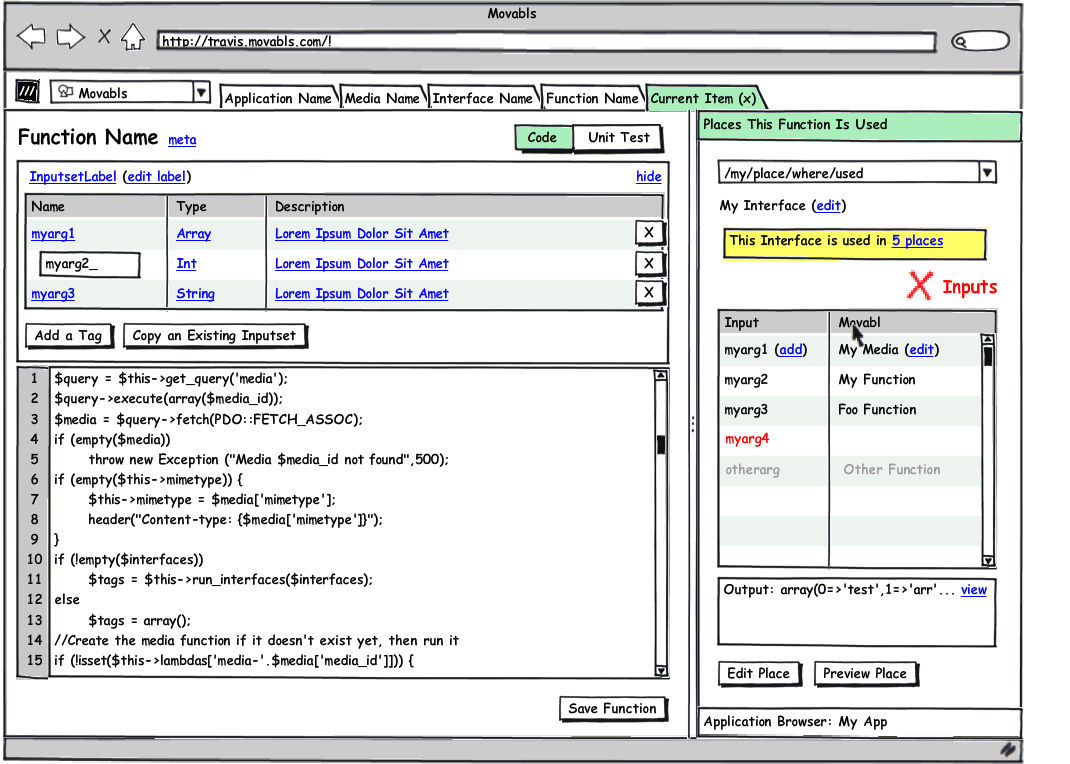 Movabls
http://travis.movabls.com/!
Movabls
Application Name
Media Name
Interface Name
Function Name
Current Item (x)
Function Name meta
Code
Unit Test
InputsetLabel (edit label)
hide
Name Type Description
myarg1 Array Lorem Ipsum Dolor Sit Amet X
myarg2_ Int Lorem Ipsum Dolor Sit Amet X
myarg3 String Lorem Ipsum Dolor Sit Amet X
Add a Tag
Copy an Existing Inputset
1 $query = $this->get_query('media');
2 $query->execute(array($media_id));
3 $media = $query->fetch(PDO::FETCH_ASSOC);
4 if (empty($media))
5 throw new Exception ("Media $media_id not found",500);
6 if (empty($this->mimetype)) {
7 $this->mimetype = $media['mimetype'];
8 header("Content-type: {$media['mimetype']}");
9 }
10 if (!empty($interfaces))
11 $tags = $this->run_interfaces($interfaces);
12 else
13 $tags = array();
14 //Create the media function if it doesn't exist yet, then run it
15 if (!isset($this->lambdas['media-'.$media['media_id']])) {
Save Function
Places This Function Is Used
/my/place/where/used
My Interface (edit)
This Interface is used in 5 places
X Inputs
Input Movabl
myarg1 (add) My Media (edit)
myarg2 My Function
myarg3 Foo Function
myarg4
otherarg Other Function
Output: array(0=>'test',1=>'arr'... view
Edit Place
Preview Place
Application Browser: My App